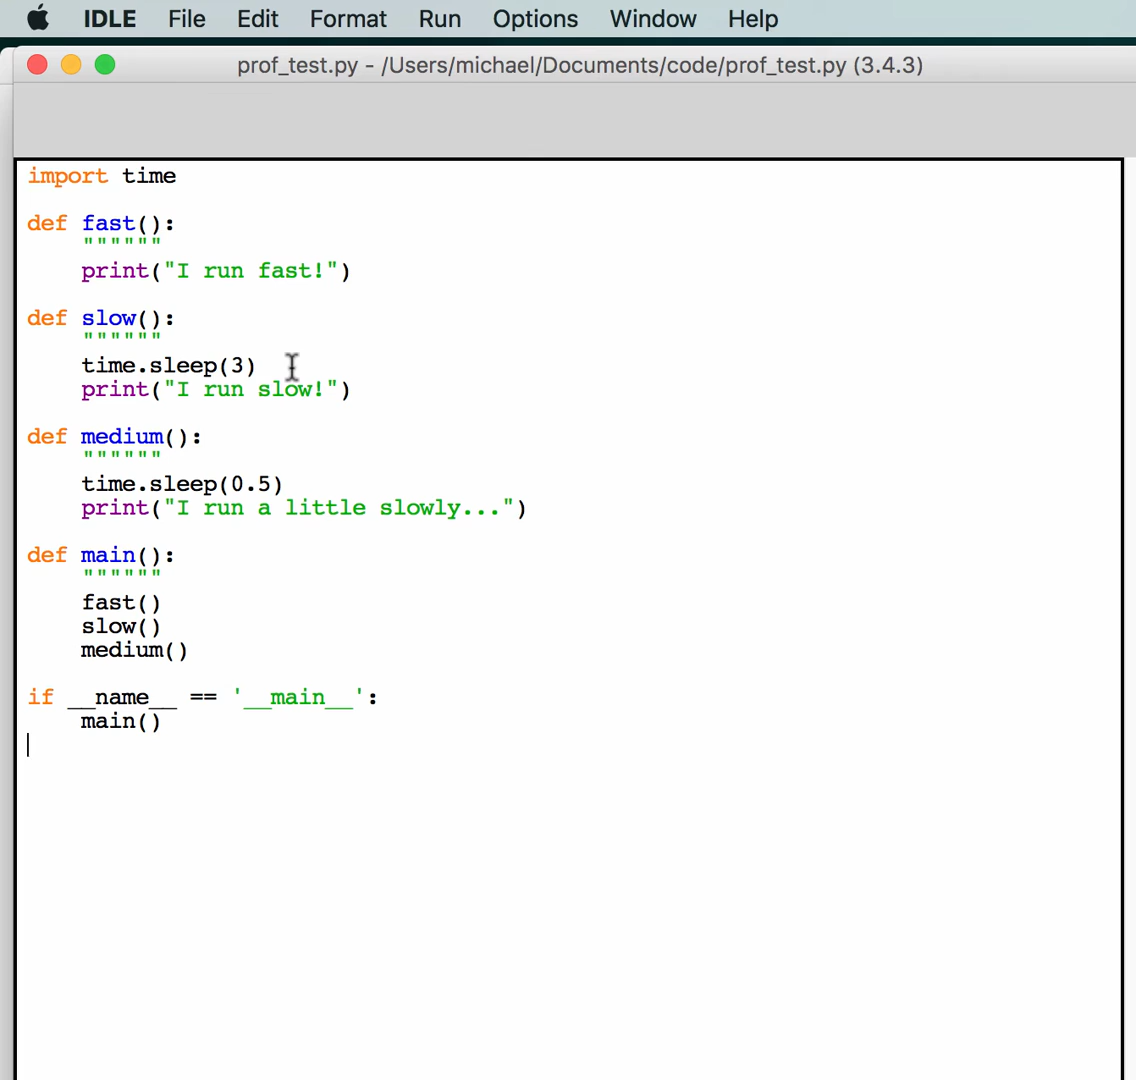 IDLE File Edit Format Run Options Window Help
prof_test.py - /Users/michael/Documents/code/prof_test.py (3.4.3)
import time
def fast():
    """"""
    print("I run fast!")
def slow():
    """"""
    time.sleep(3)
    print("I run slow!")
def medium():
    """"""
    time.sleep(0.5)
    print("I run a little slowly...")
def main():
    """"""
    fast()
    slow()
    medium()
if __name__ == '__main__':
    main()